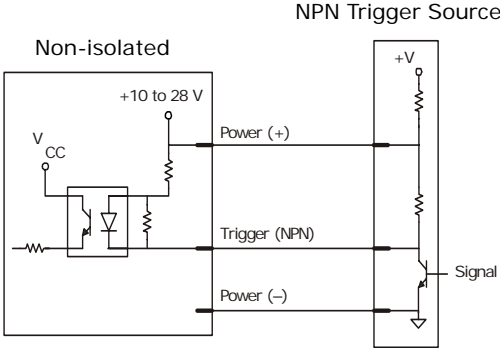 NPN Trigger Source
Non-isolated
+V
+10 to 28 V
Power (+)
V
CC
Trigger (NPN)
Signal
Power (–)